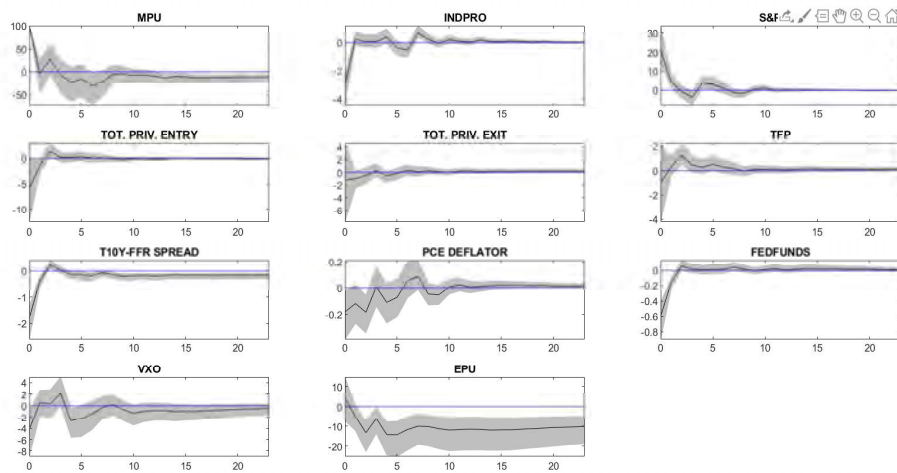 MPU
INDPRO
S&P
100
50
0
-50
0 5 10 15 20
0
-2
-4
0 5 10 15 20
30
20
10
0
0 5 10 15 20
TOT. PRIV. ENTRY
TOT. PRIV. EXIT
TFP
0
-5
-10
0 5 10 15 20
4
2
0
-2
-4
-6
0 5 10 15 20
2
0
-2
-4
0 5 10 15 20
T10Y-FFR SPREAD
PCE DEFLATOR
FEDFUNDS
0
-1
-2
0 5 10 15 20
0.2
0
-0.2
0 5 10 15 20
0
-0.2
-0.4
-0.6
-0.8
0 5 10 15 20
VXO
EPU
4
2
0
-2
-4
-6
-8
0 5 10 15 20
10
0
-10
-20
0 5 10 15 20